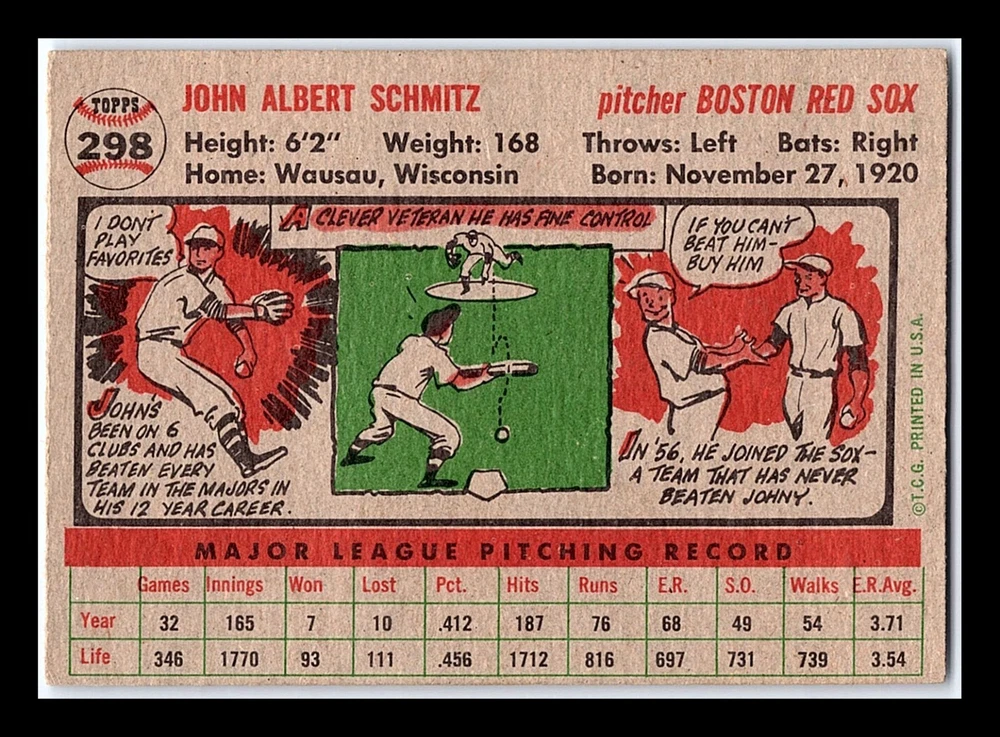 TOPPS
298
JOHN ALBERT SCHMITZ
pitcher BOSTON RED SOX
Height: 6'2" Weight: 168 Throws: Left Bats: Right
Home: Wausau, Wisconsin Born: November 27, 1920
I DON'T
PLAY
FAVORITES
JOHN'S
BEEN ON 6
CLUBS AND HAS
BEATEN EVERY
TEAM IN THE MAJORS IN
HIS 12 YEAR CAREER.
A CLEVER VETERAN HE HAS FINE CONTROL
IF YOU CAN'T
BEAT HIM-
BUY HIM
IN '56, HE JOINED THE SOX-
A TEAM THAT HAS NEVER
BEATEN JOHNY.
©T.C.G. PRINTED IN U.S.A.
MAJOR LEAGUE PITCHING RECORD
Games Innings Won Lost Pct. Hits Runs E.R. S.O. Walks E.R.Avg.
Year 32 165 7 10 .412 187 76 68 49 54 3.71
Life 346 1770 93 111 .456 1712 816 697 731 739 3.54